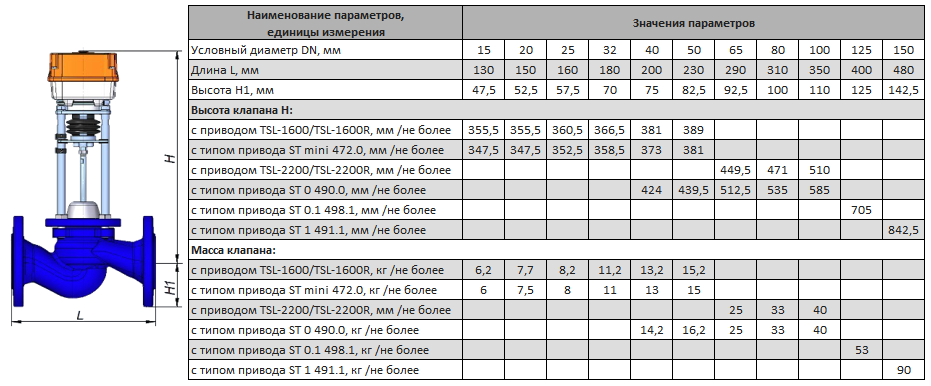 Наименование параметров,
единицы измерения
Значения параметров
Условный диаметр DN, мм 15 20 25 32 40 50 65 80 100 125 150
Длина L, мм 130 150 160 180 200 230 290 310 350 400 480
Высота H1, мм 47,5 52,5 57,5 70 75 82,5 92,5 100 110 125 142,5
Высота клапана H:
с приводом TSL-1600/TSL-1600R, мм /не более 355,5 355,5 360,5 366,5 381 389
с типом привода ST mini 472.0, мм /не более 347,5 347,5 352,5 358,5 373 381
с приводом TSL-2200/TSL-2200R, мм /не более 449,5 471 510
с типом привода ST 0 490.0, мм /не более 424 439,5 512,5 535 585
с типом привода ST 0.1 498.1, мм /не более 705
с типом привода ST 1 491.1, мм /не более 842,5
Масса клапана:
с приводом TSL-1600/TSL-1600R, кг /не более 6,2 7,7 8,2 11,2 13,2 15,2
с типом привода ST mini 472.0, кг /не более 6 7,5 8 11 13 15
с приводом TSL-2200/TSL-2200R, кг /не более 25 33 40
с типом привода ST 0 490.0, кг /не более 14,2 16,2 25 33 40
с типом привода ST 0.1 498.1, кг /не более 53
с типом привода ST 1 491.1, кг /не более 90
H
H1
L